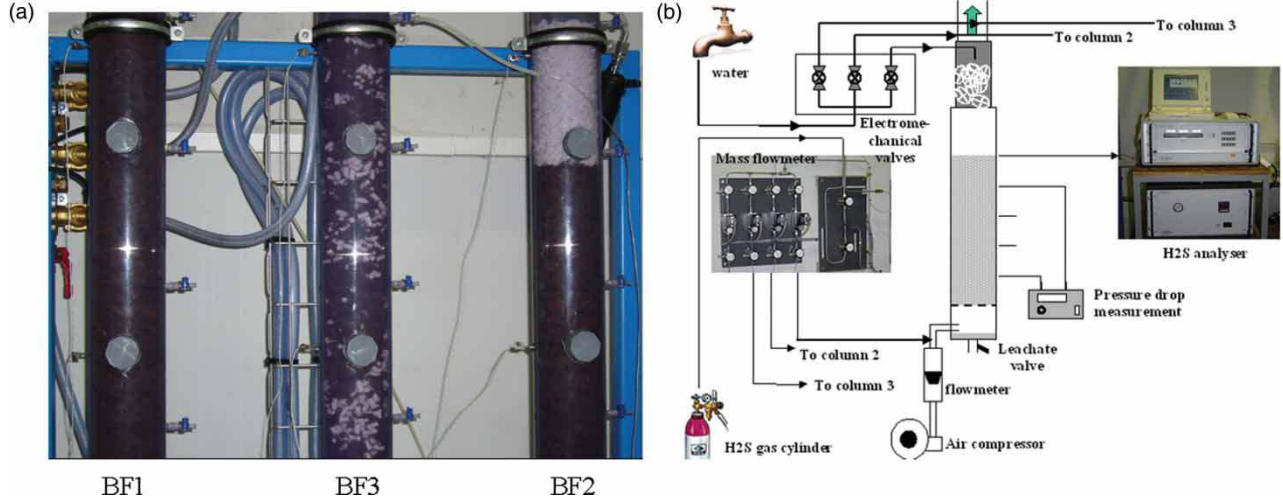 (a)
BF1
BF3
BF2
(b)
water
To column 3
To column 2
Electrome-
chanical
valves
Mass flowmeter
H2S analyser
Pressure drop
measurement
To column 2
To column 3
Leachate
valve
flowmeter
H2S gas cylinder
Air compressor